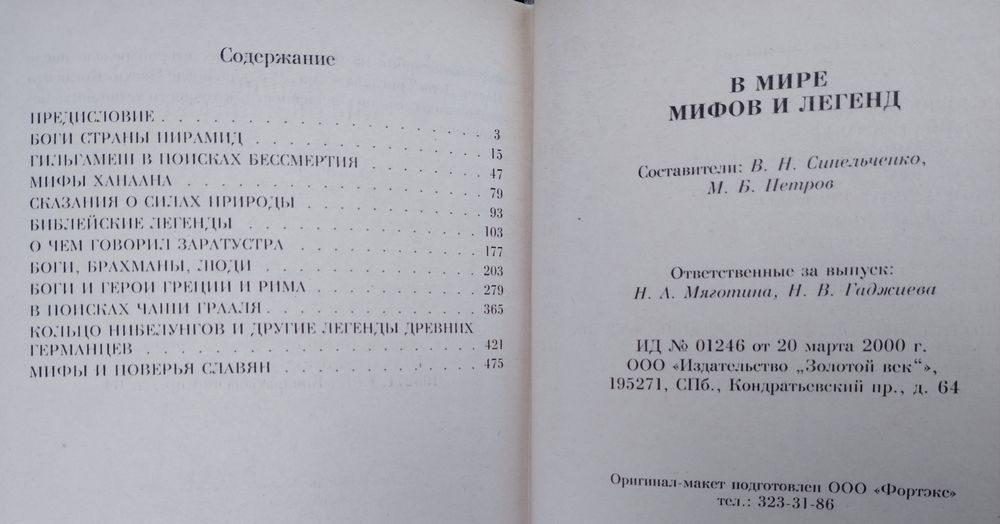 Содержание
ПРЕДИСЛОВИЕ . . . . . . . . . . . . . . . . . . . . 3
БОГИ СТРАНЫ ПИРАМИД . . . . . . . . . . . . . . . 15
ГИЛЬГАМЕШ В ПОИСКАХ БЕССМЕРТИЯ . . . . . . . . 47
МИФЫ ХАНААНА . . . . . . . . . . . . . . . . . . . 79
СКАЗАНИЯ О СИЛАХ ПРИРОДЫ . . . . . . . . . . . . 93
БИБЛЕЙСКИЕ ЛЕГЕНДЫ . . . . . . . . . . . . . . . 103
О ЧЕМ ГОВОРИЛ ЗАРАТУСТРА . . . . . . . . . . . . 177
БОГИ, БРАХМАНЫ, ЛЮДИ . . . . . . . . . . . . . . 203
БОГИ И ГЕРОИ ГРЕЦИИ И РИМА . . . . . . . . . . . 279
В ПОИСКАХ ЧАШИ ГРААЛЯ . . . . . . . . . . . . . . 365
КОЛЬЦО НИБЕЛУНГОВ И ДРУГИЕ ЛЕГЕНДЫ ДРЕВНИХ
ГЕРМАНЦЕВ . . . . . . . . . . . . . . . . . . . . 421
МИФЫ И ПОВЕРЬЯ СЛАВЯН . . . . . . . . . . . . . . 475
В МИРЕ
МИФОВ И ЛЕГЕНД
Составители: В. Н. Синельченко,
М. Б. Петров
Ответственные за выпуск:
Н. А. Мяготина, Н. В. Гаджиева
ИД № 01246 от 20 марта 2000 г.
ООО «Издательство „Золотой век“»,
195271, СПб., Кондратьевский пр., д. 64
Оригинал-макет подготовлен ООО «Фортэкс»
тел.: 323-31-86